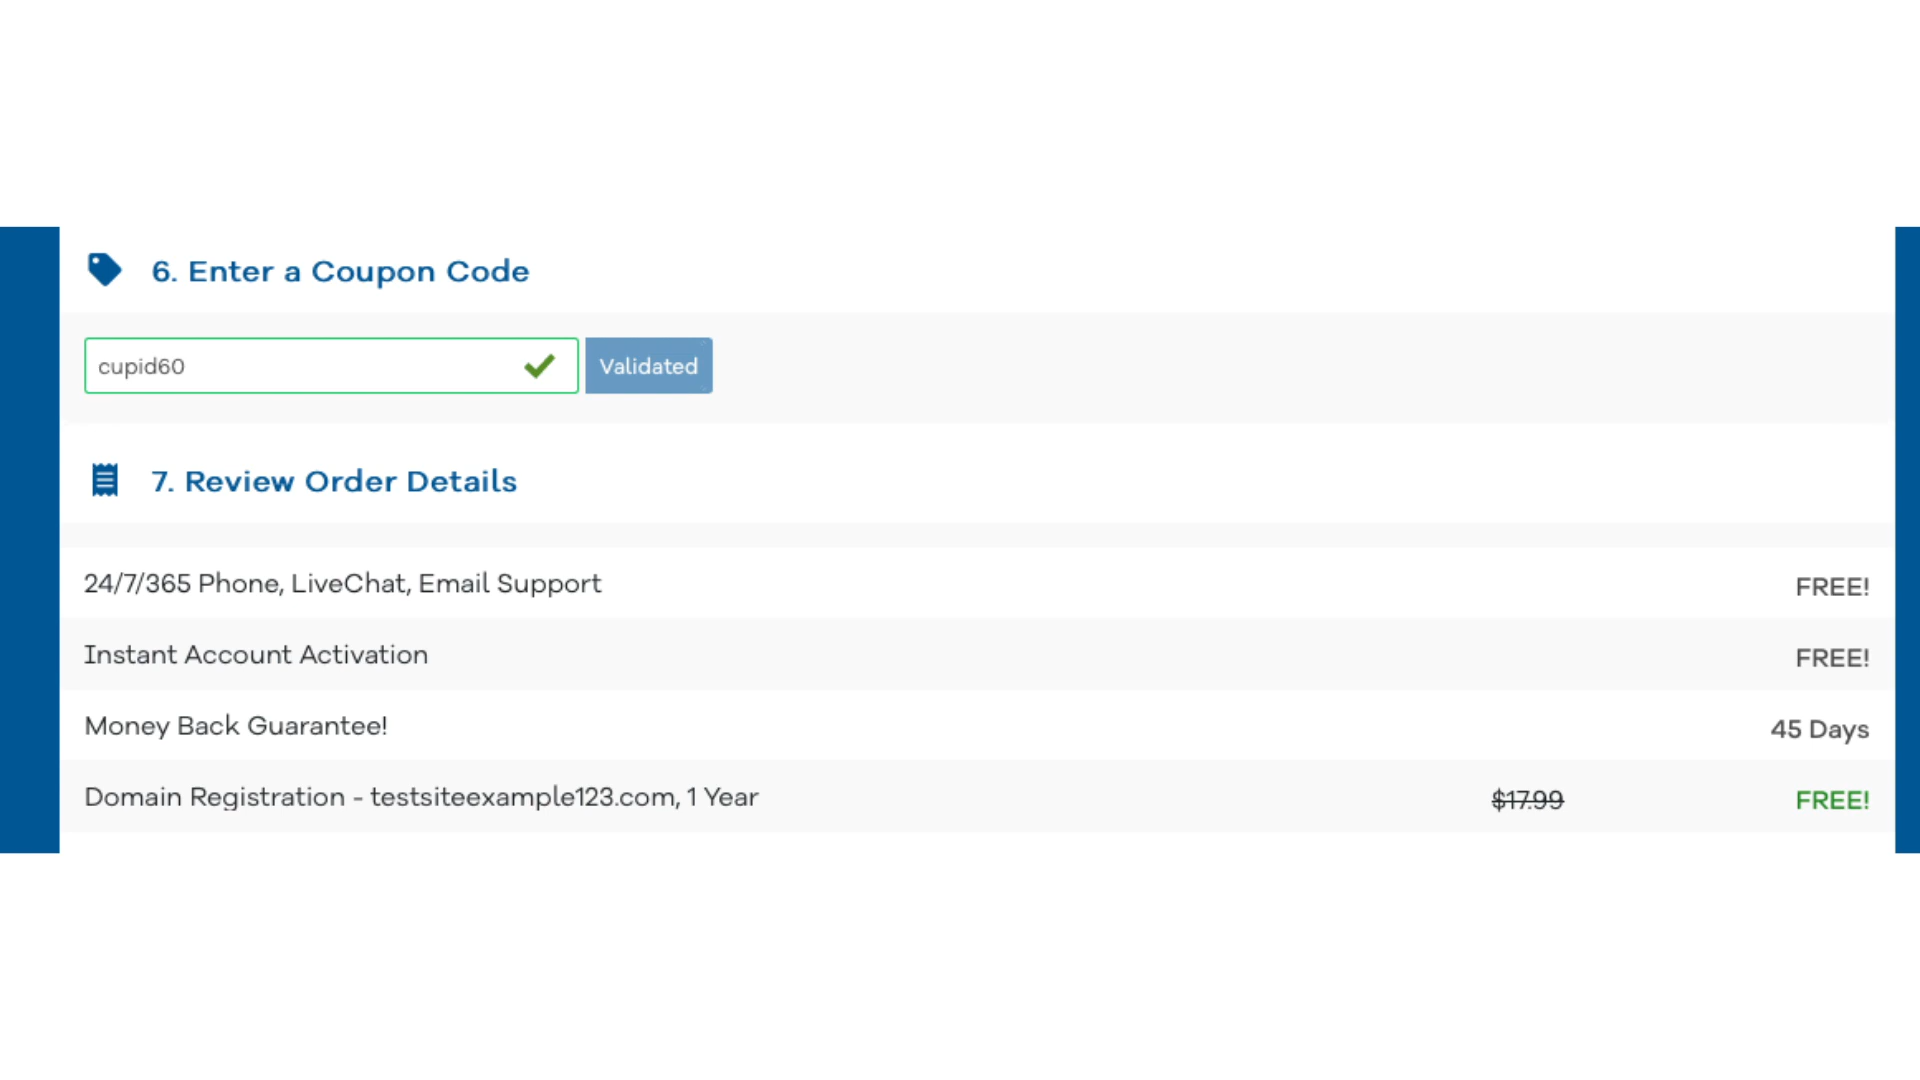 6. Enter a Coupon Code
cupid60
Validated
7. Review Order Details
24/7/365 Phone, LiveChat, Email Support FREE!
Instant Account Activation FREE!
Money Back Guarantee! 45 Days
Domain Registration - testsiteexample123.com, 1 Year $17.99 FREE!